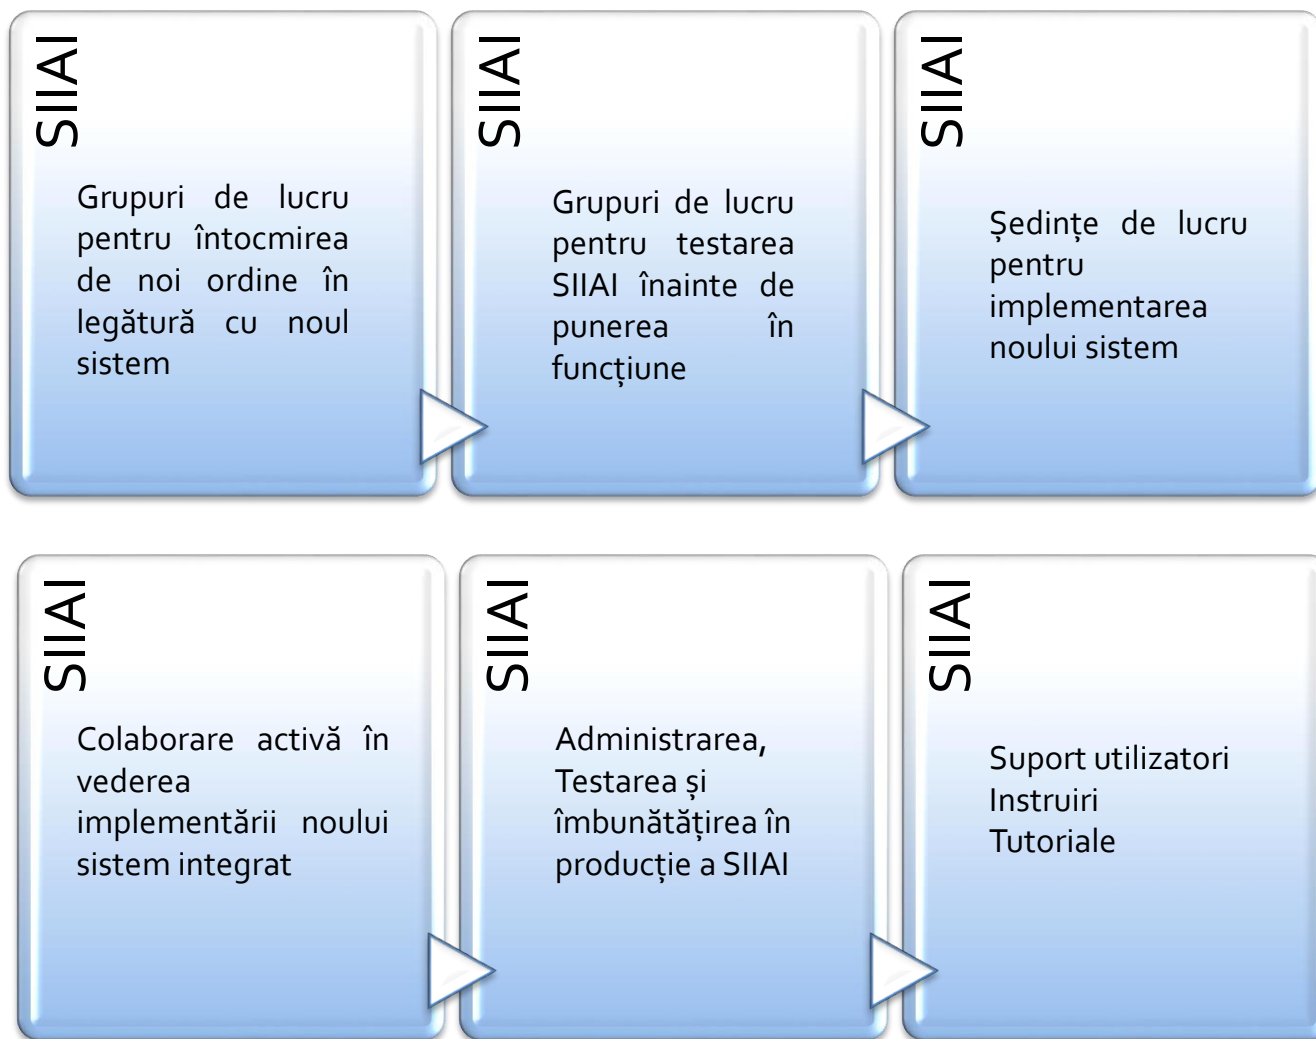 SIIAI
Grupuri de lucru
pentru întocmirea
de noi ordine în
legătură cu noul
sistem
SIIAI
Grupuri de lucru
pentru testarea
SIIAI înainte de
punerea în
funcțiune
SIIAI
Ședințe de lucru
pentru
implementarea
noului sistem
SIIAI
Colaborare activă în
vederea
implementării noului
sistem integrat
SIIAI
Administrarea,
Testarea și
îmbunătățirea în
producție a SIIAI
SIIAI
Suport utilizatori
Instruiri
Tutoriale